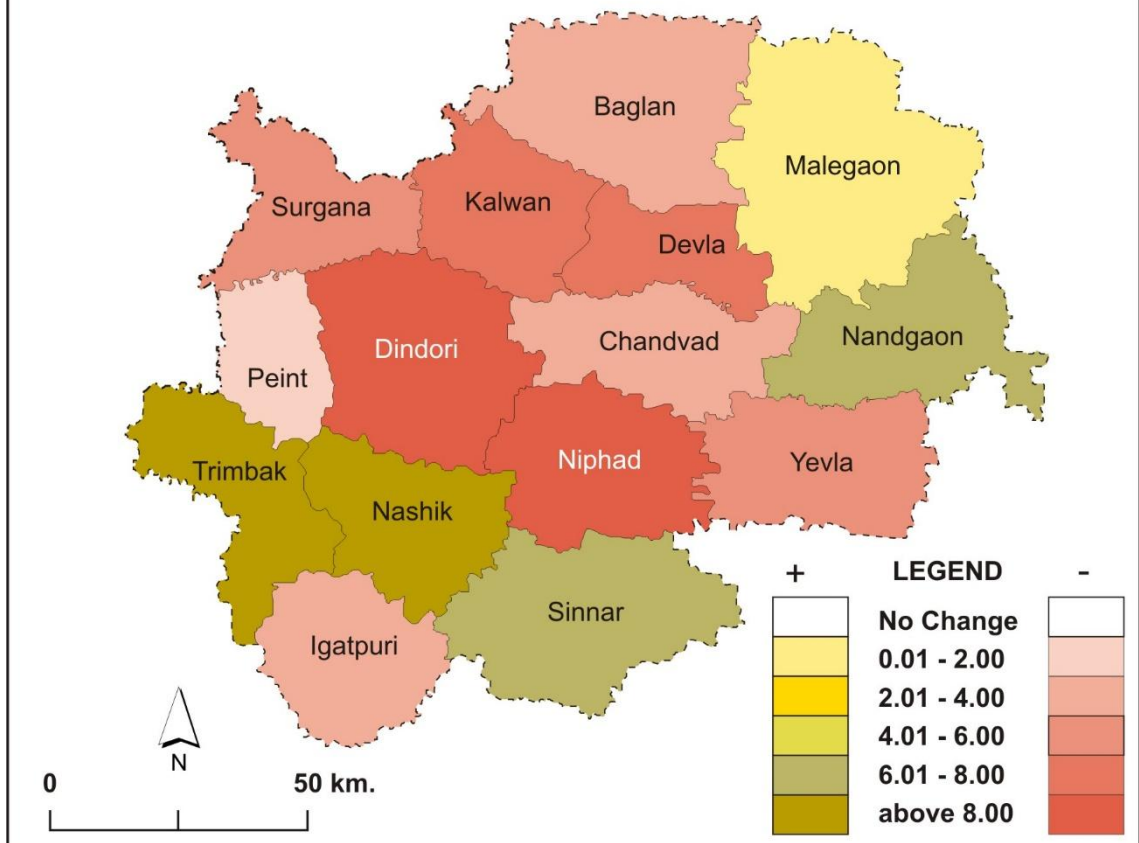 Baglan
Malegaon
Surgana
Kalwan
Devla
Dindori
Chandvad
Nandgaon
Peint
Trimbak
Niphad
Yevla
Nashik
Sinnar
Igatpuri
+ LEGEND -
No Change
0.01 - 2.00
2.01 - 4.00
4.01 - 6.00
6.01 - 8.00
above 8.00
N
0 50 km.